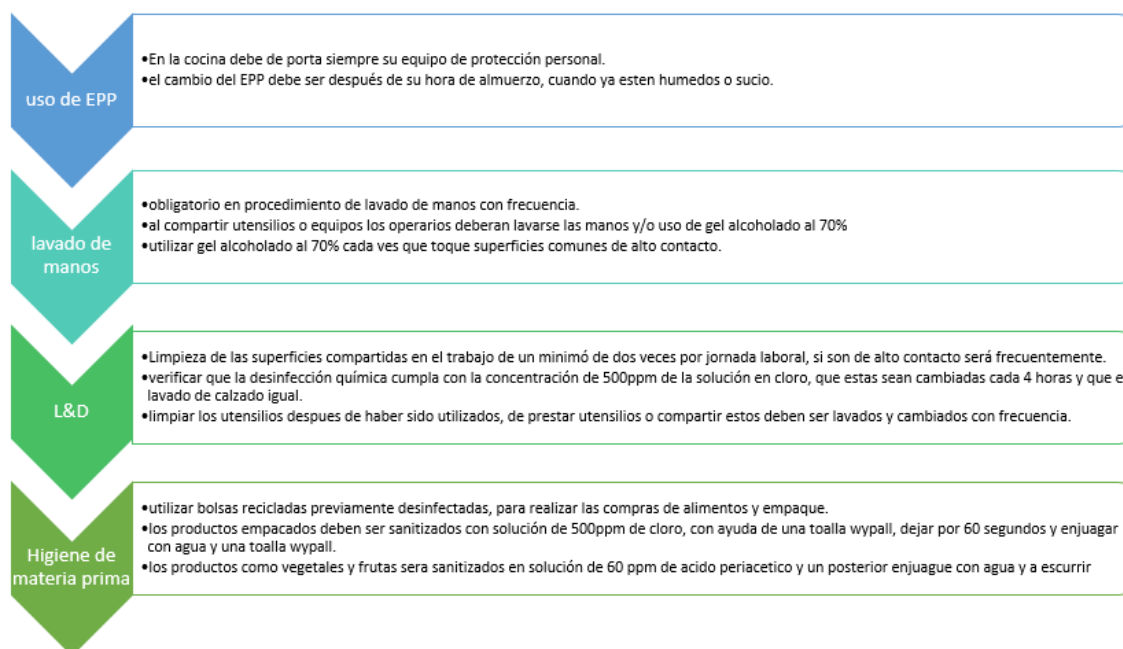 uso de EPP
•En la cocina debe de porta siempre su equipo de protección personal.
•el cambio del EPP debe ser después de su hora de almuerzo, cuando ya esten humedos o sucio.
lavado de
manos
•obligatorio en procedimiento de lavado de manos con frecuencia.
•al compartir utensilios o equipos los operarios deberan lavarse las manos y/o uso de gel alcoholado al 70%
•utilizar gel alcoholado al 70% cada ves que toque superficies comunes de alto contacto.
L&D
•Limpieza de las superficies compartidas en el trabajo de un minimó de dos veces por jornada laboral, si son de alto contacto será frecuentemente.
•verificar que la desinfección química cumpla con la concentración de 500ppm de la solución en cloro, que estas sean cambiadas cada 4 horas y que e
lavado de calzado igual.
•limpiar los utensilios despues de haber sido utilizados, de prestar utensilios o compartir estos deben ser lavados y cambiados con frecuencia.
Higiene de
materia prima
•utilizar bolsas recicladas previamente desinfectadas, para realizar las compras de alimentos y empaque.
•los productos empacados deben ser sanitizados con solución de 500ppm de cloro, con ayuda de una toalla wypall, dejar por 60 segundos y enjuagar
con agua y una toalla wypall.
•los productos como vegetales y frutas sera sanitizados en solución de 60 ppm de acido periacetico y un posterior enjuague con agua y a escurrir